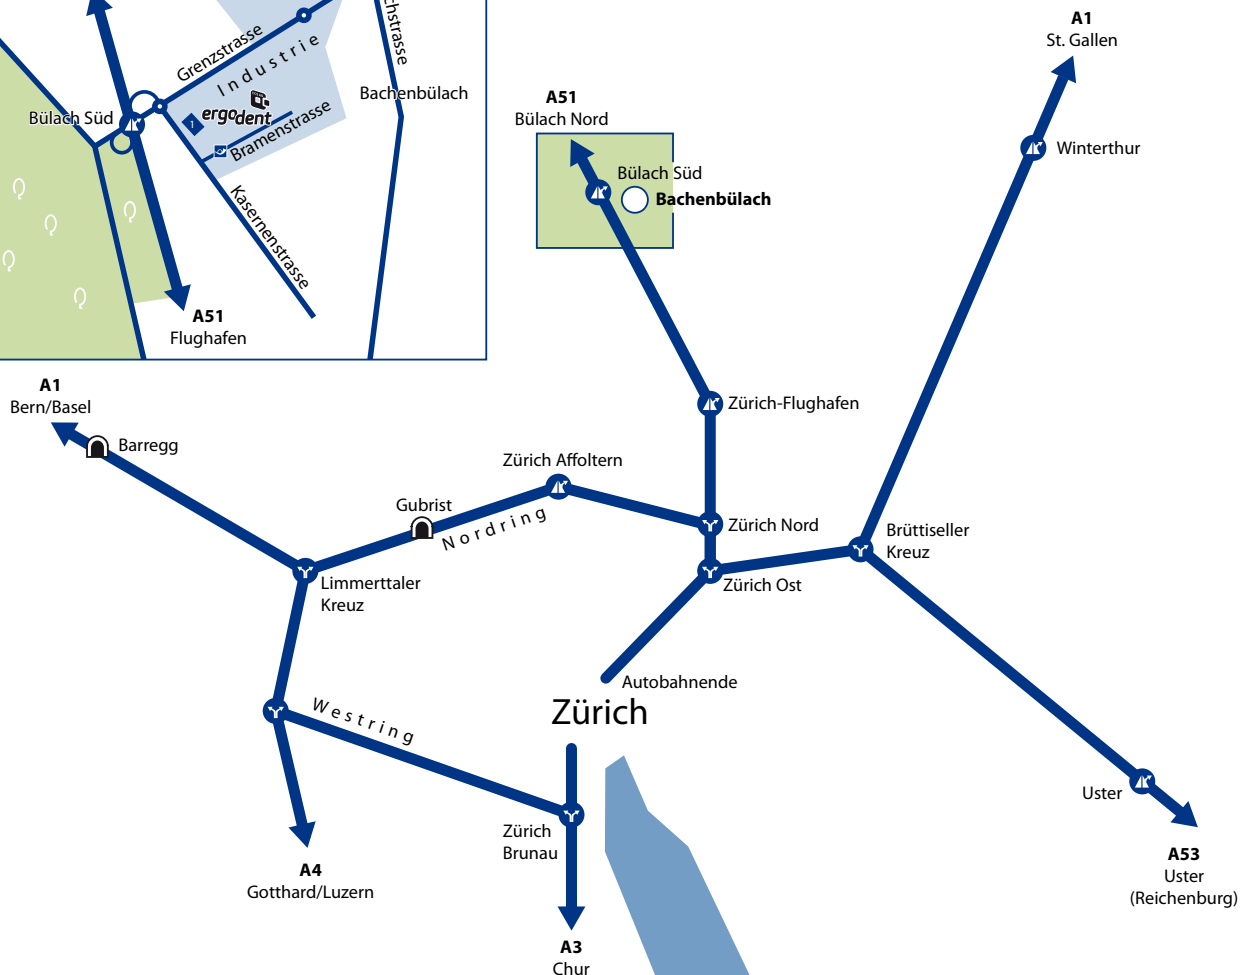 Grenzstrasse
Industrie
chstrasse
Bülach Süd
1
ergodent
Bramenstrasse
Bachenbülach
Kasernenstrasse
A51
Flughafen
A51
Bülach Nord
Bülach Süd
Bachenbülach
A1
St. Gallen
Winterthur
A1
Bern/Basel
Barregg
Zürich-Flughafen
Zürich Affoltern
Gubrist
Nordring
Zürich Nord
Brüttiseller
Kreuz
Limmerttaler
Kreuz
Zürich Ost
Autobahnende
Westring
Zürich
Zürich
Brunau
Uster
A4
Gotthard/Luzern
A53
Uster
(Reichenburg)
A3
Chur